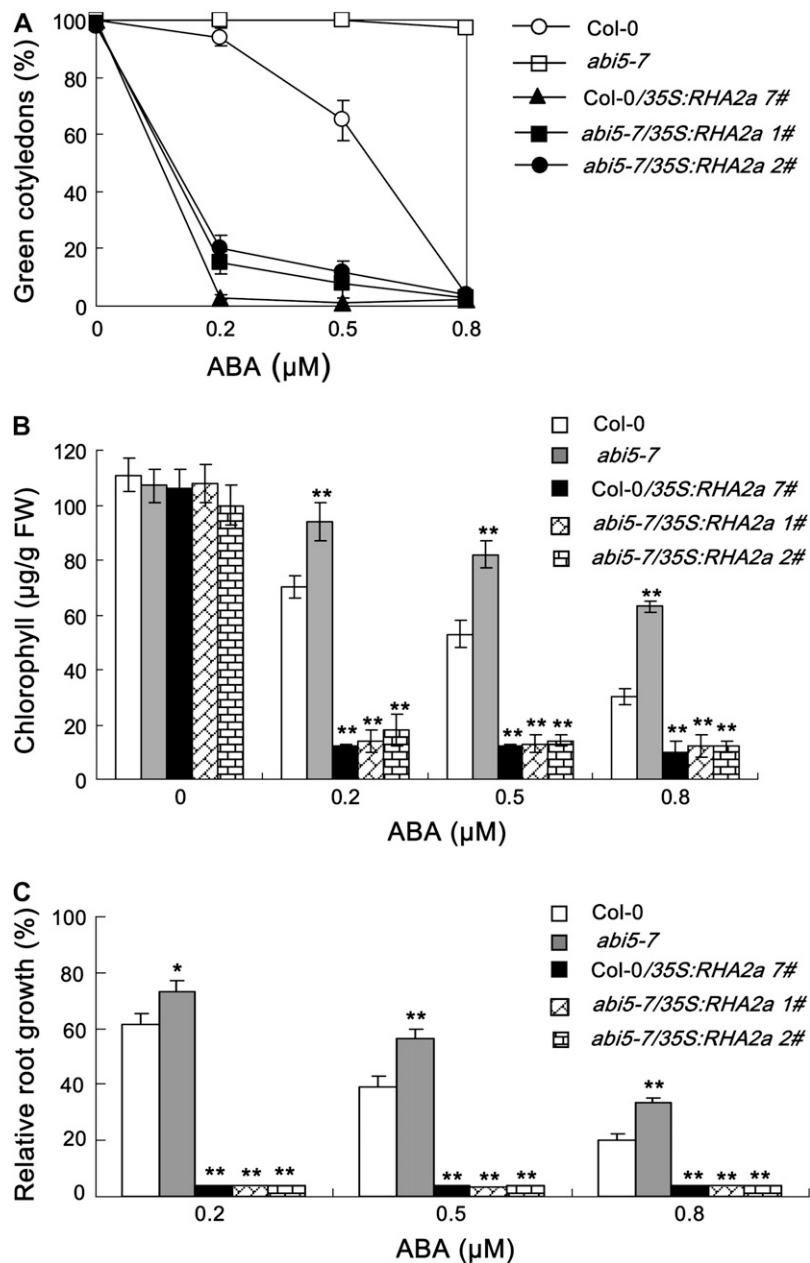 A
Green cotyledons (%)
100
80
60
40
20
0
0 0.2 0.5 0.8
ABA (µM)
Col-0
abi5-7
Col-0/35S:RHA2a 7#
abi5-7/35S:RHA2a 1#
abi5-7/35S:RHA2a 2#
B
Chlorophyll (µg/g FW)
120
100
80
60
40
20
0
** ** ** **
** ** ** **
** ** ** **
0 0.2 0.5 0.8
ABA (µM)
Col-0
abi5-7
Col-0/35S:RHA2a 7#
abi5-7/35S:RHA2a 1#
abi5-7/35S:RHA2a 2#
C
Relative root growth (%)
100
80
60
40
20
0
* ** ** **
** ** ** **
** ** ** **
0.2 0.5 0.8
ABA (µM)
Col-0
abi5-7
Col-0/35S:RHA2a 7#
abi5-7/35S:RHA2a 1#
abi5-7/35S:RHA2a 2#